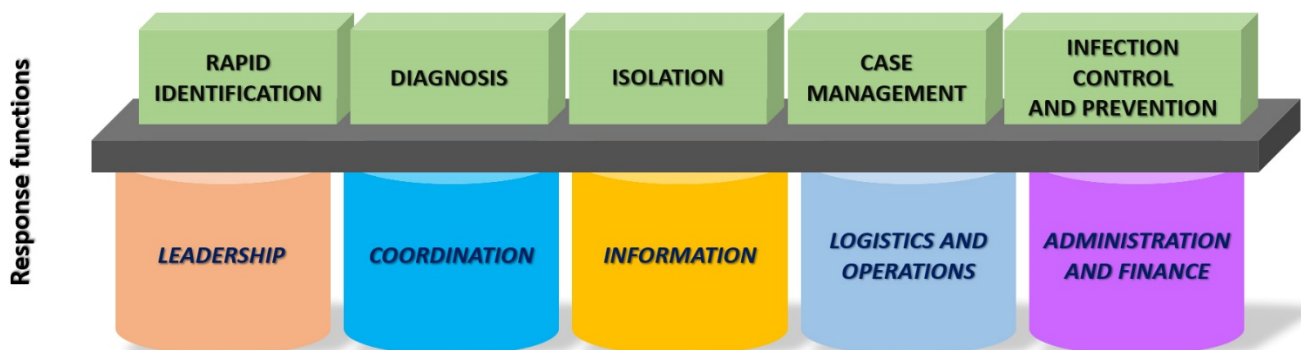 Response functions
RAPID
IDENTIFICATION
DIAGNOSIS
ISOLATION
CASE
MANAGEMENT
INFECTION
CONTROL
AND PREVENTION
LEADERSHIP
COORDINATION
INFORMATION
LOGISTICS AND
OPERATIONS
ADMINISTRATION
AND FINANCE